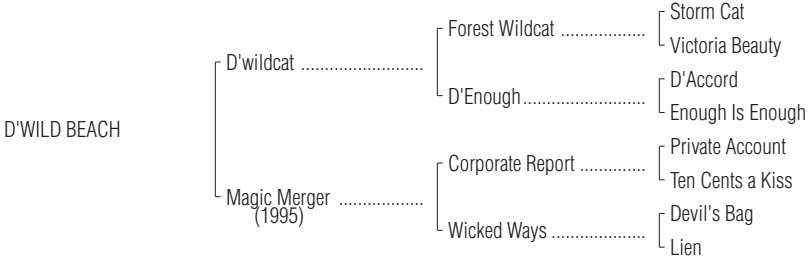 Storm Cat
Forest Wildcat ..................
Victoria Beauty
D'wildcat ..........................
D'Accord
D'Enough..........................
Enough Is Enough
D'WILD BEACH
Private Account
Corporate Report ..............
Ten Cents a Kiss
Magic Merger ..................
(1995)
Devil's Bag
Wicked Ways ....................
Lien